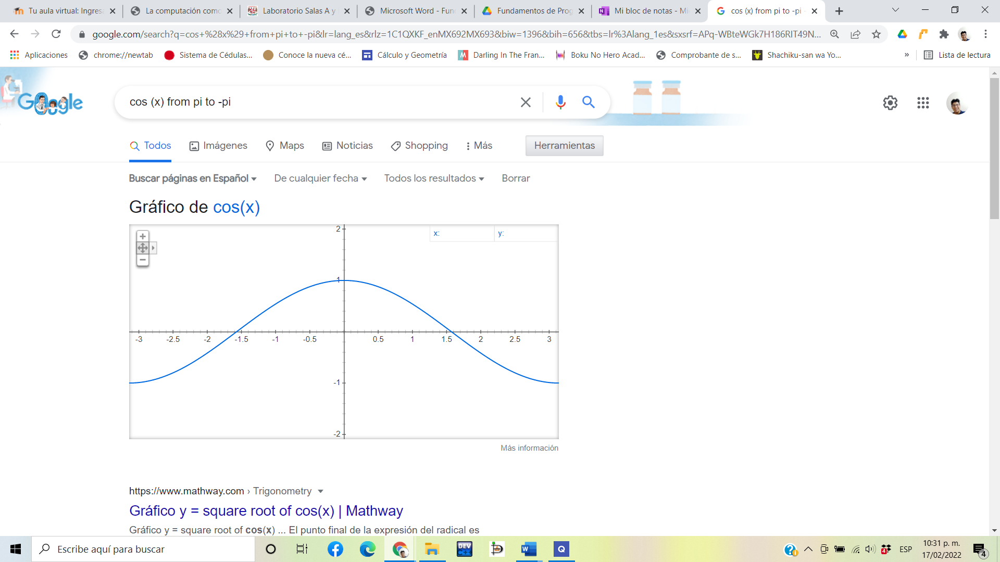 Tu aula virtual: Ingres
La computación como
Laboratorio Salas A y
Microsoft Word - Fun
Fundamentos de Prog
Mi bloc de notas - Mi
cos (x) from pi to -pi -
google.com/search?q=cos+%28x%29+from+pi+to+-pi&lr=lang_es&rlz=1C1QXKF_enMX692MX693&biw=1396&bih=656&tbs=lr%3Alang_1es&sxsrf=APq-WBteWGk7H186RIT49N...
Aplicaciones
chrome://newtab
Sistema de Cédulas...
Conoce la nueva cé...
Cálculo y Geometría
Darling In The Fran...
Boku No Hero Acad...
Comprobante de s...
Shachiku-san wa Yo...
»
Lista de lectura
Google
cos (x) from pi to -pi
Todos
Imágenes
Maps
Noticias
Shopping
Más
Herramientas
Buscar páginas en Español
De cualquier fecha
Todos los resultados
Borrar
Gráfico de cos(x)
x:
y:
2
1
-3 -2.5 -2 -1.5 -1 -0.5 0.5 1 1.5 2 2.5 3
-1
-2
Más información
https://www.mathway.com › Trigonometry
Gráfico y = square root of cos(x) | Mathway
Gráfico y = square root of cos(x) ... El punto final de la expresión del radical es
Escribe aquí para buscar
DEV
C++
W
Q
4
ESP
10:31 p. m.
17/02/2022
4